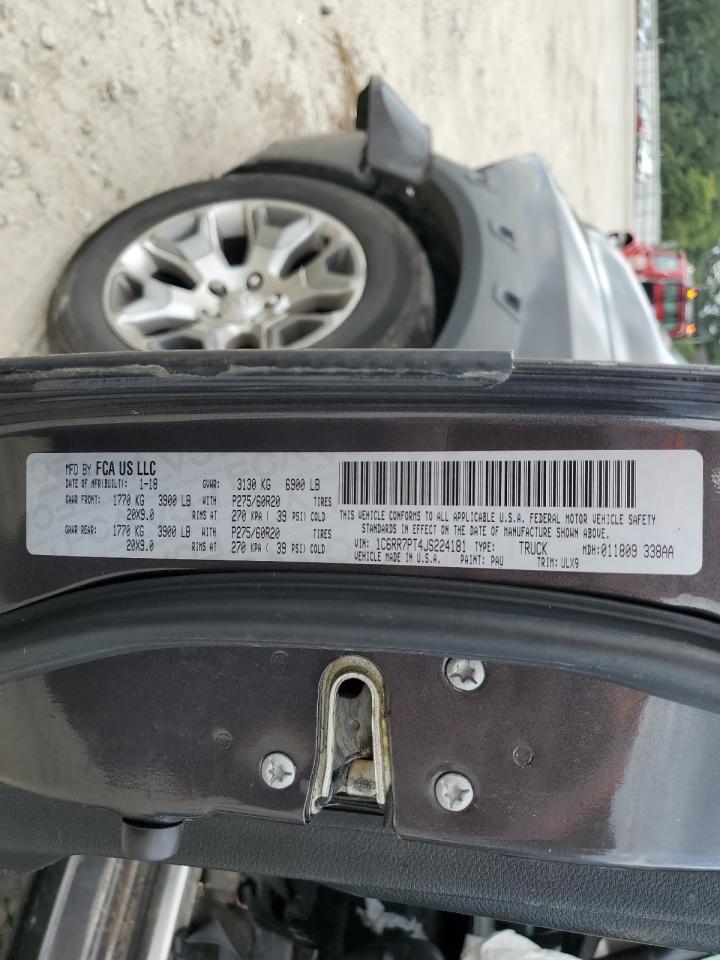 MFD BY FCA US LLC
DATE OF MFR(BUILT): 1-18 GVWR: 3130 KG 6900 LB
GAWR FRONT: 1770 KG 3900 LB WITH P275/60R20 TIRES
20X9.0 RIMS AT 270 KPA ( 39 PSI) COLD
GAWR REAR: 1770 KG 3900 LB WITH P275/60R20 TIRES
20X9.0 RIMS AT 270 KPA ( 39 PSI) COLD
THIS VEHICLE CONFORMS TO ALL APPLICABLE U.S.A. FEDERAL MOTOR VEHICLE SAFETY
STANDARDS IN EFFECT ON THE DATE OF MANUFACTURE SHOWN ABOVE.
VIN: 1C6RR7PT4JS224181 TYPE: TRUCK MDH:011809 338AA
VEHICLE MADE IN U.S.A. PAINT: PAU TRIM: ULX9